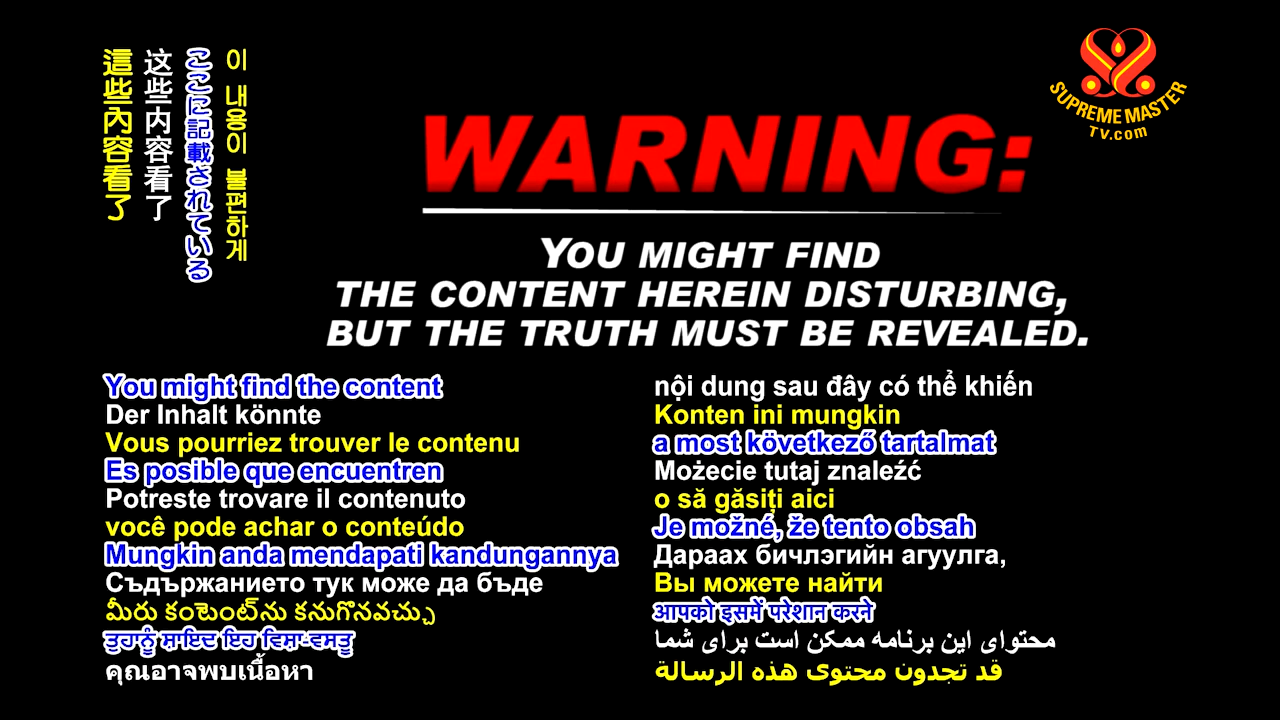 這些內容看了
这些内容看了
ここに記載されている
이 내용이 불편하게
SUPREME MASTER
TV.com
WARNING:
YOU MIGHT FIND
THE CONTENT HEREIN DISTURBING,
BUT THE TRUTH MUST BE REVEALED.
You might find the content
Der Inhalt könnte
Vous pourriez trouver le contenu
Es posible que encuentren
Potreste trovare il contenuto
você pode achar o conteúdo
Mungkin anda mendapati kandungannya
Съдържанието тук може да бъде
మీరు కంటెంట్‌ను కనుగొనవచ్చు
ਤੁਹਾਨੂੰ ਸ਼ਾਇਦ ਇਹ ਵਿਸ਼ਾ-ਵਸਤੂ
คุณอาจพบเนื้อหา
nội dung sau đây có thể khiến
Konten ini mungkin
a most következő tartalmat
Możecie tutaj znaleźć
o să găsiți aici
Je možné, že tento obsah
Дараах бичлэгийн агуулга,
Вы можете найти
आपको इसमें परेशान करने
محتوای این برنامه ممکن است برای شما
قد تجدون محتوى هذه الرسالة